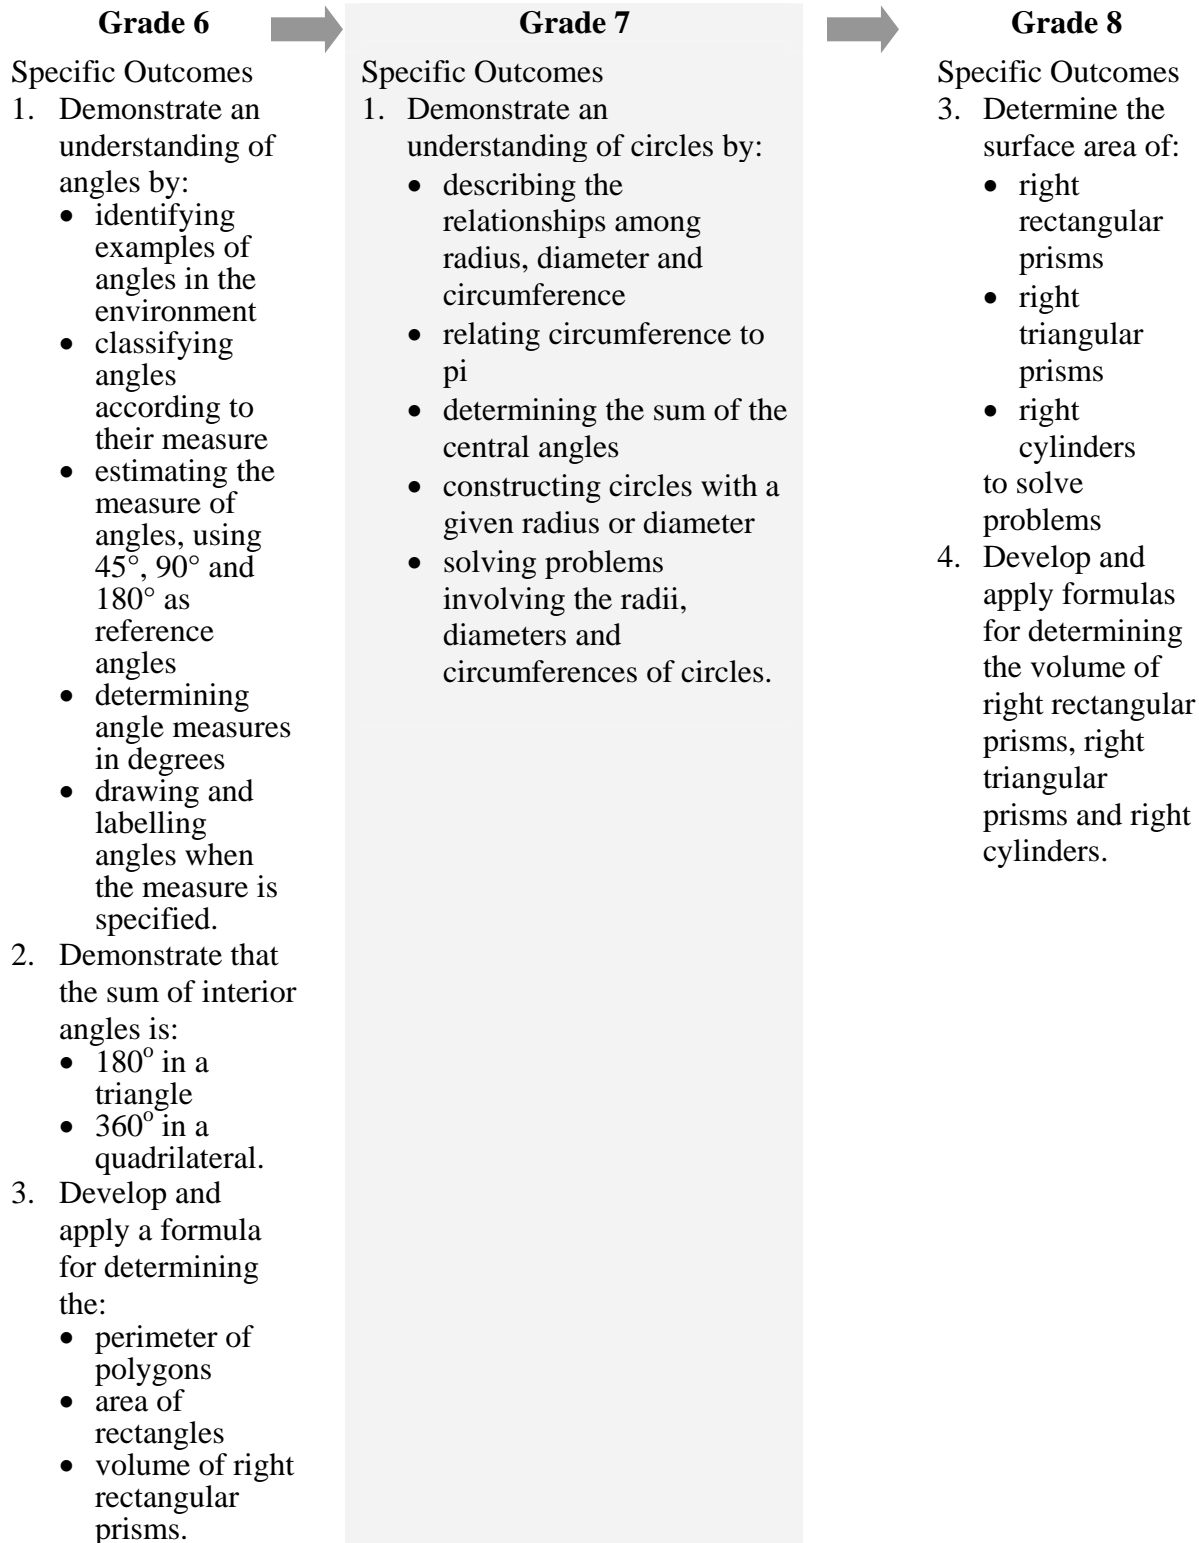 Grade 6
Specific Outcomes
1. Demonstrate an
understanding of
angles by:
• identifying
examples of
angles in the
environment
• classifying
angles
according to
their measure
• estimating the
measure of
angles, using
45°, 90° and
180° as
reference
angles
• determining
angle measures
in degrees
• drawing and
labelling
angles when
the measure is
specified.
2. Demonstrate that
the sum of interior
angles is:
• 180° in a
triangle
• 360° in a
quadrilateral.
3. Develop and
apply a formula
for determining
the:
• perimeter of
polygons
• area of
rectangles
• volume of right
rectangular
prisms.
Grade 7
Specific Outcomes
1. Demonstrate an
understanding of circles by:
• describing the
relationships among
radius, diameter and
circumference
• relating circumference to
pi
• determining the sum of the
central angles
• constructing circles with a
given radius or diameter
• solving problems
involving the radii,
diameters and
circumferences of circles.
Grade 8
Specific Outcomes
3. Determine the
surface area of:
• right
rectangular
prisms
• right
triangular
prisms
• right
cylinders
to solve
problems
4. Develop and
apply formulas
for determining
the volume of
right rectangular
prisms, right
triangular
prisms and right
cylinders.